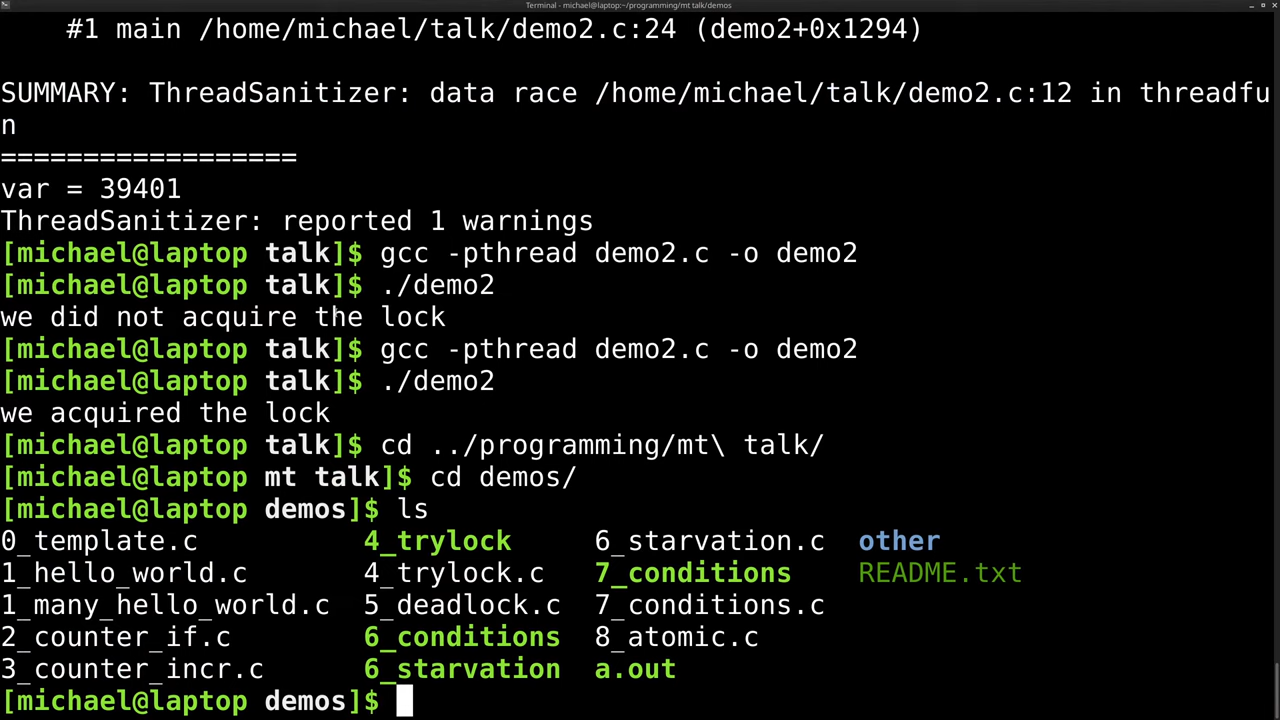 Terminal - michael@laptop:~/programming/mt talk/demos
#1 main /home/michael/talk/demo2.c:24 (demo2+0x1294)
SUMMARY: ThreadSanitizer: data race /home/michael/talk/demo2.c:12 in threadfu
n
==================
var = 39401
ThreadSanitizer: reported 1 warnings
[michael@laptop talk]$ gcc -pthread demo2.c -o demo2
[michael@laptop talk]$ ./demo2
we did not acquire the lock
[michael@laptop talk]$ gcc -pthread demo2.c -o demo2
[michael@laptop talk]$ ./demo2
we acquired the lock
[michael@laptop talk]$ cd ../programming/mt\ talk/
[michael@laptop mt talk]$ cd demos/
[michael@laptop demos]$ ls
0_template.c 4_trylock 6_starvation.c other
1_hello_world.c 4_trylock.c 7_conditions README.txt
1_many_hello_world.c 5_deadlock.c 7_conditions.c
2_counter_if.c 6_conditions 8_atomic.c
3_counter_incr.c 6_starvation a.out
[michael@laptop demos]$